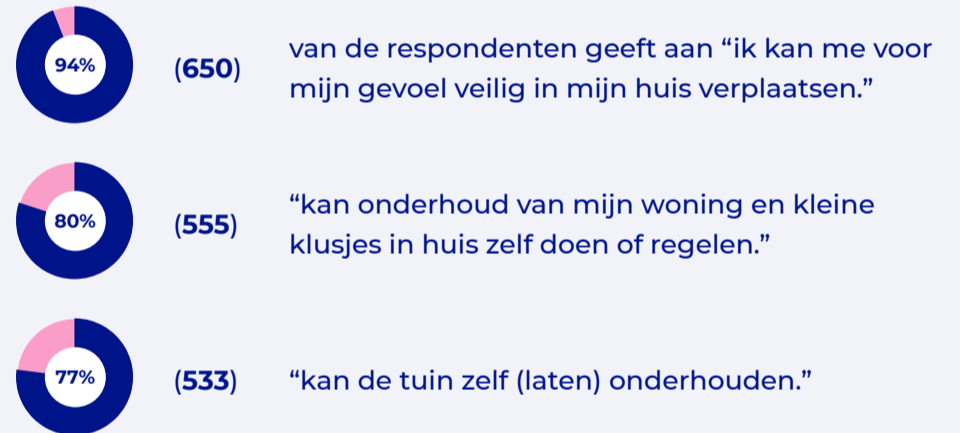 94%
(650)
van de respondenten geeft aan “ik kan me voor
mijn gevoel veilig in mijn huis verplaatsen.”
80%
(555)
“kan onderhoud van mijn woning en kleine
klusjes in huis zelf doen of regelen.”
77%
(533)
“kan de tuin zelf (laten) onderhouden.”